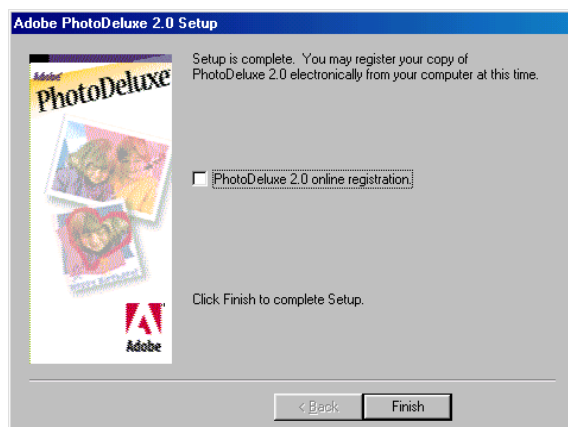 Adobe PhotoDeluxe 2.0 Setup
Adobe
PhotoDeluxe
Adobe
Setup is complete. You may register your copy of
PhotoDeluxe 2.0 electronically from your computer at this time.
PhotoDeluxe 2.0 online registration.
Click Finish to complete Setup.
< Back
Finish